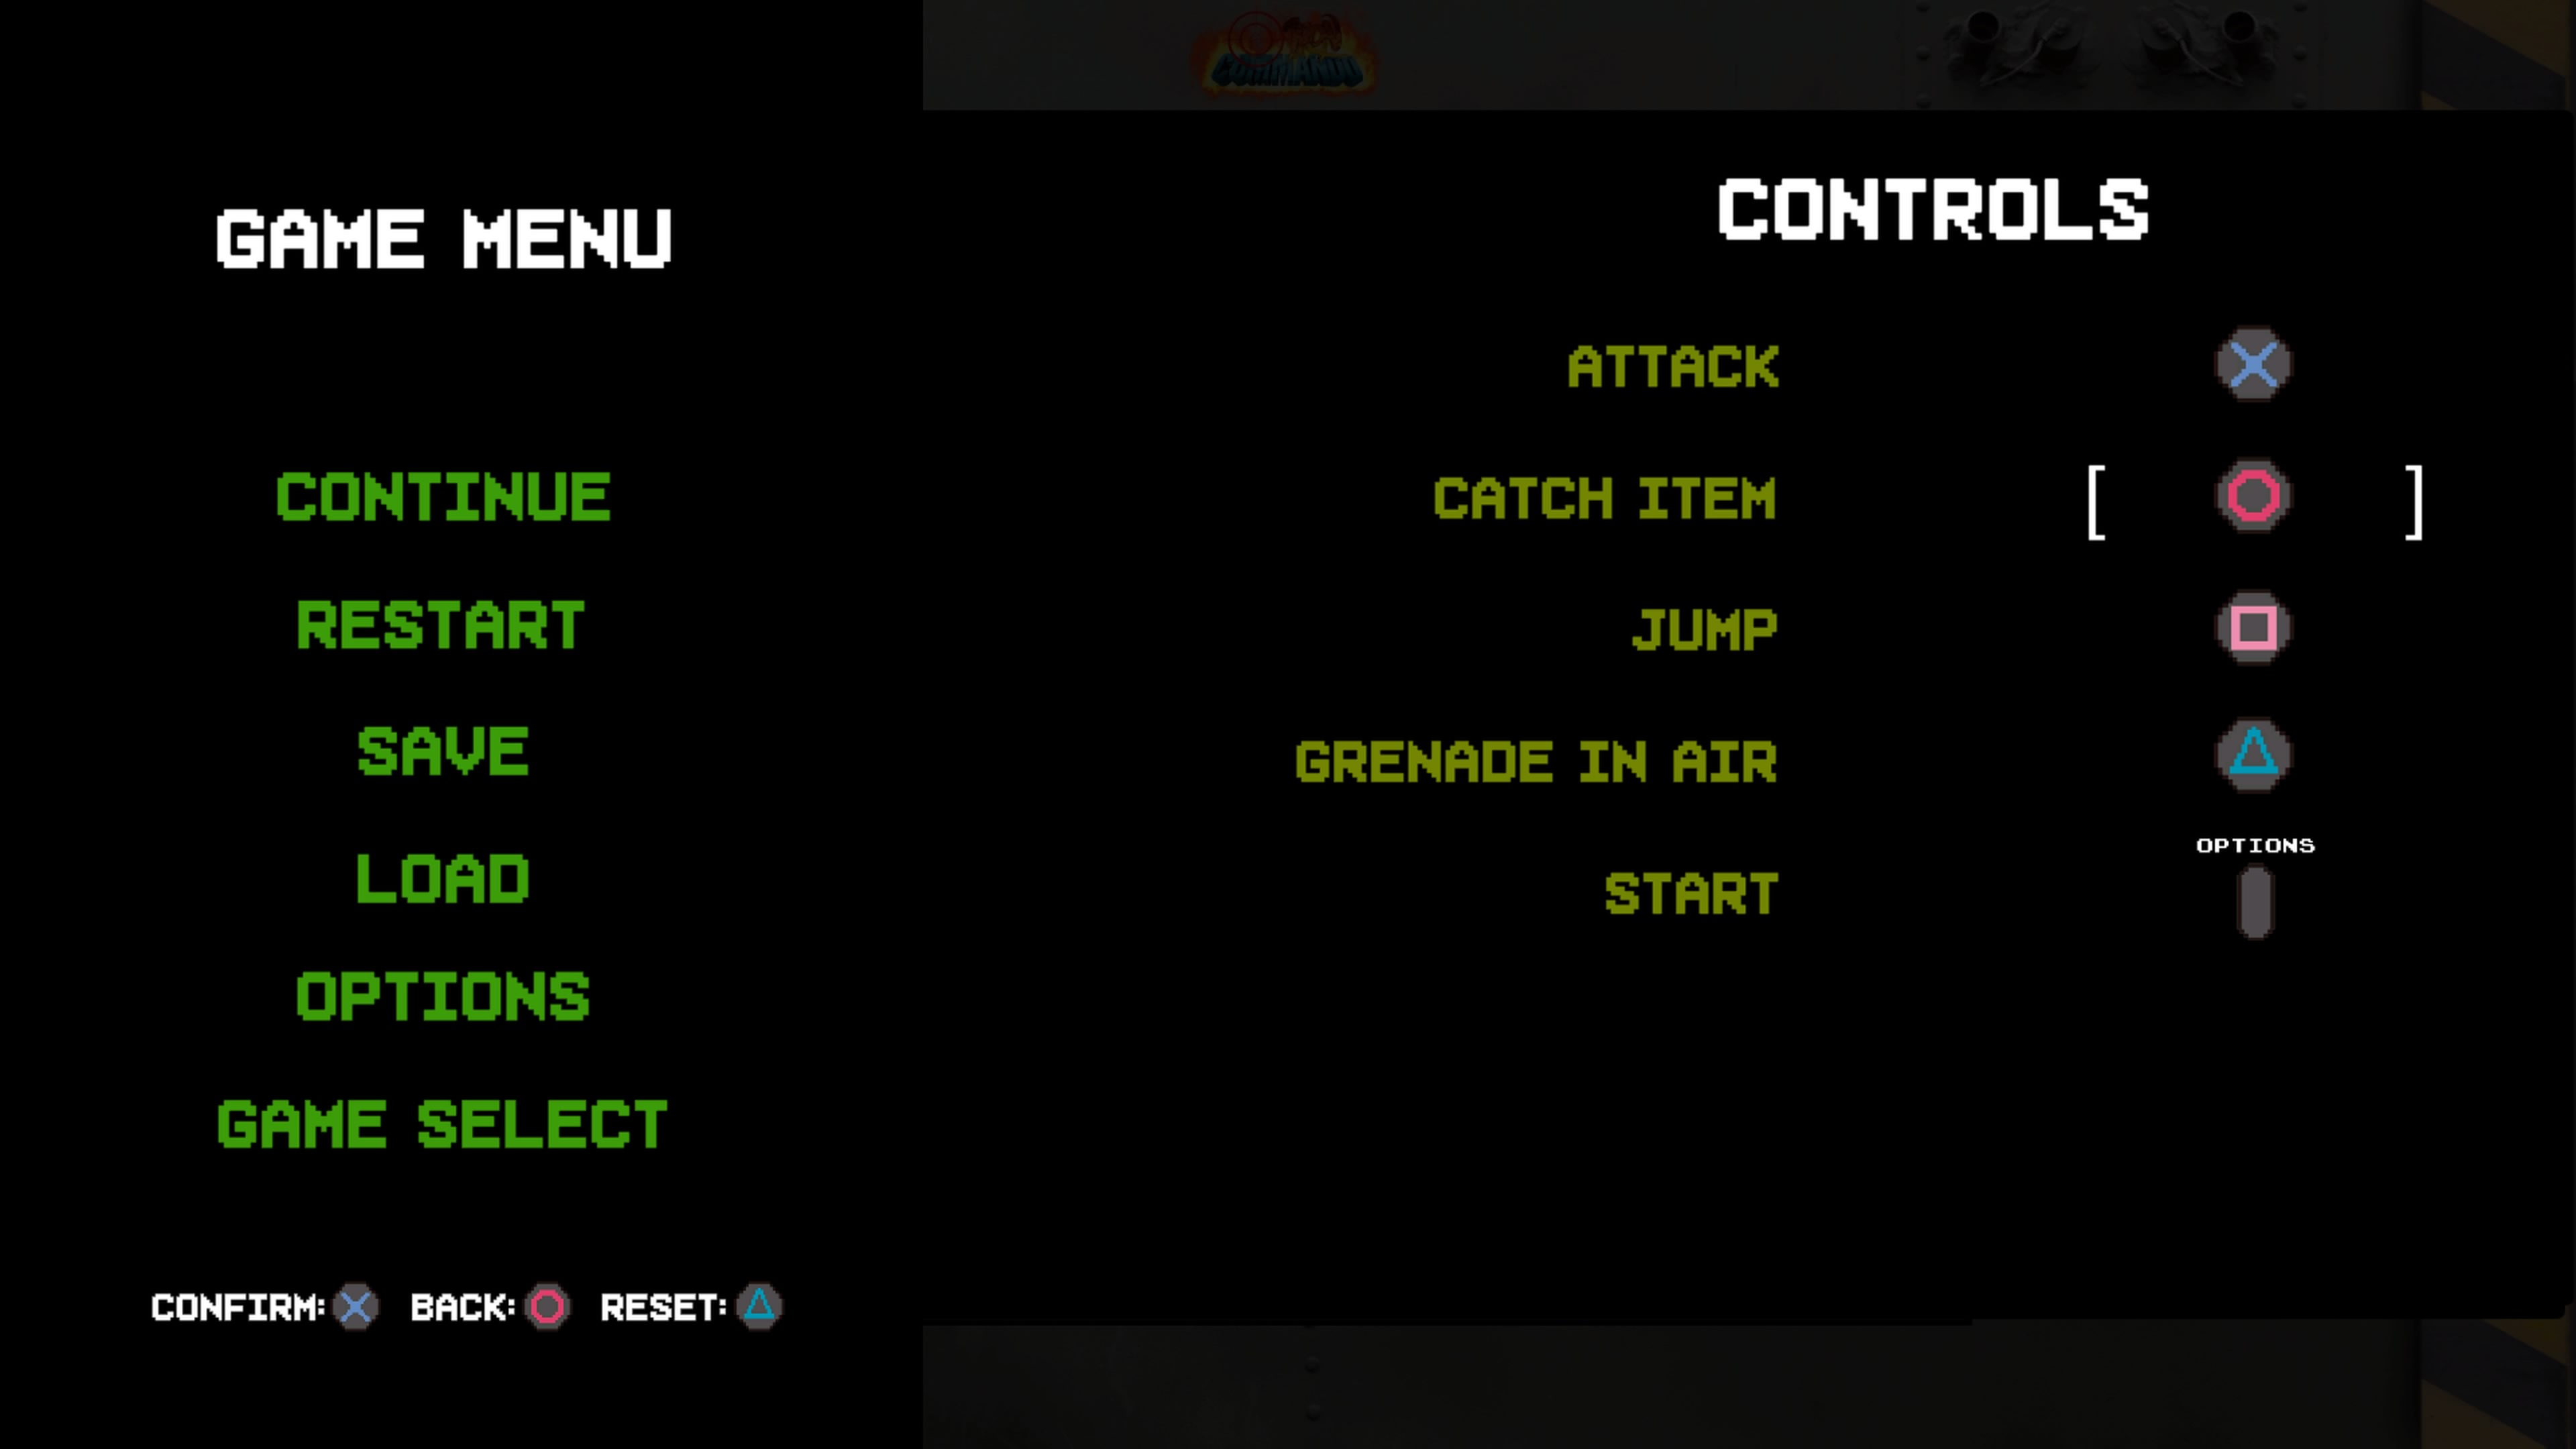 COMMANDO
GAME MENU
CONTINUE
RESTART
SAVE
LOAD
OPTIONS
GAME SELECT
CONFIRM: BACK: RESET:
CONTROLS
ATTACK
CATCH ITEM
[ ]
JUMP
GRENADE IN AIR
OPTIONS
START